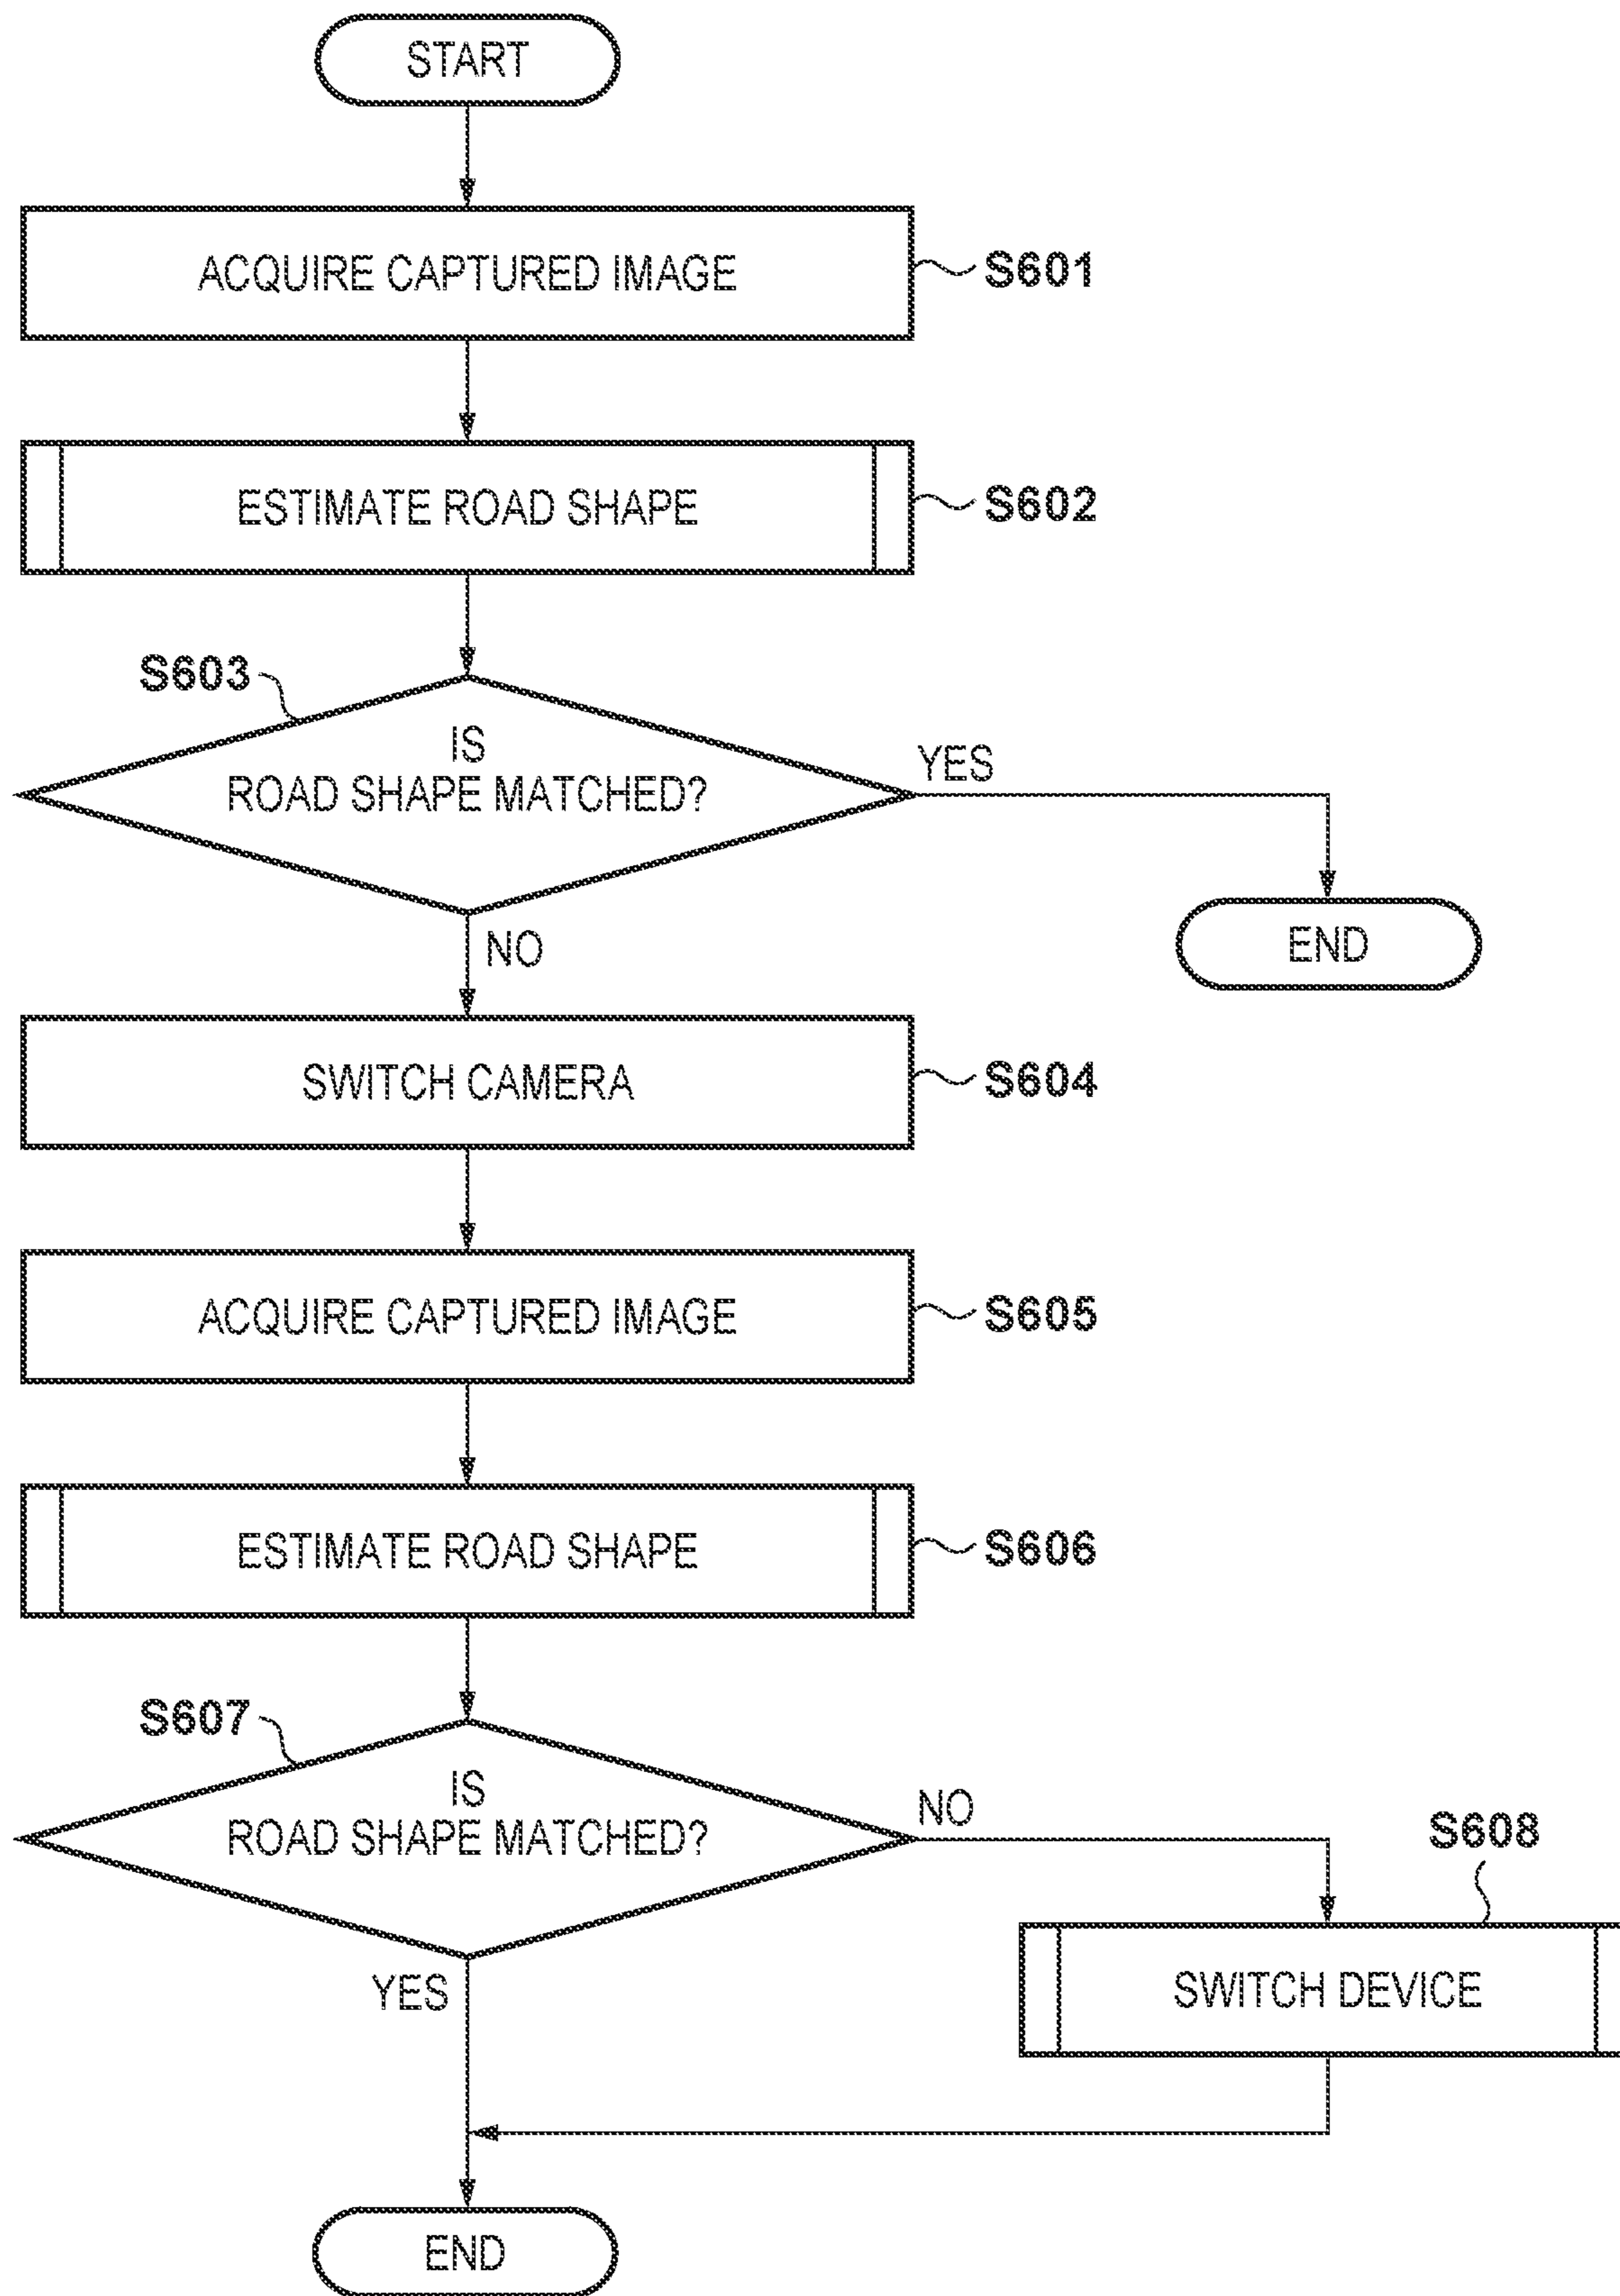 START
ACQUIRE CAPTURED IMAGE
S601
ESTIMATE ROAD SHAPE
S602
S603
IS
ROAD SHAPE MATCHED?
YES
END
NO
SWITCH CAMERA
S604
ACQUIRE CAPTURED IMAGE
S605
ESTIMATE ROAD SHAPE
S606
S607
IS
ROAD SHAPE MATCHED?
NO
S608
SWITCH DEVICE
YES
END